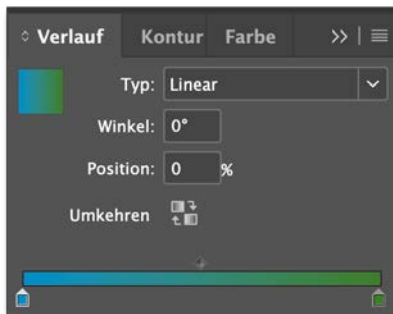 Verlauf Kontur Farbe
Typ: Linear
Winkel: 0°
Position: 0 %
Umkehren